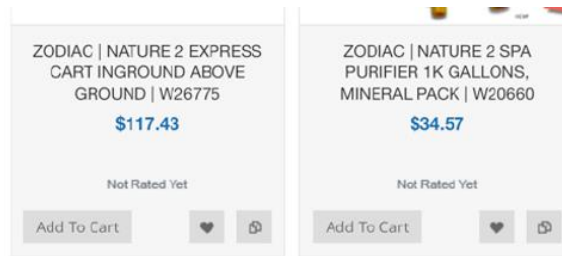 ZODIAC | NATURE 2 EXPRESS
CART INGROUND ABOVE
GROUND | W26775
$117.43
Not Rated Yet
Add To Cart
ZODIAC | NATURE 2 SPA
PURIFIER 1K GALLONS,
MINERAL PACK | W20660
$34.57
Not Rated Yet
Add To Cart